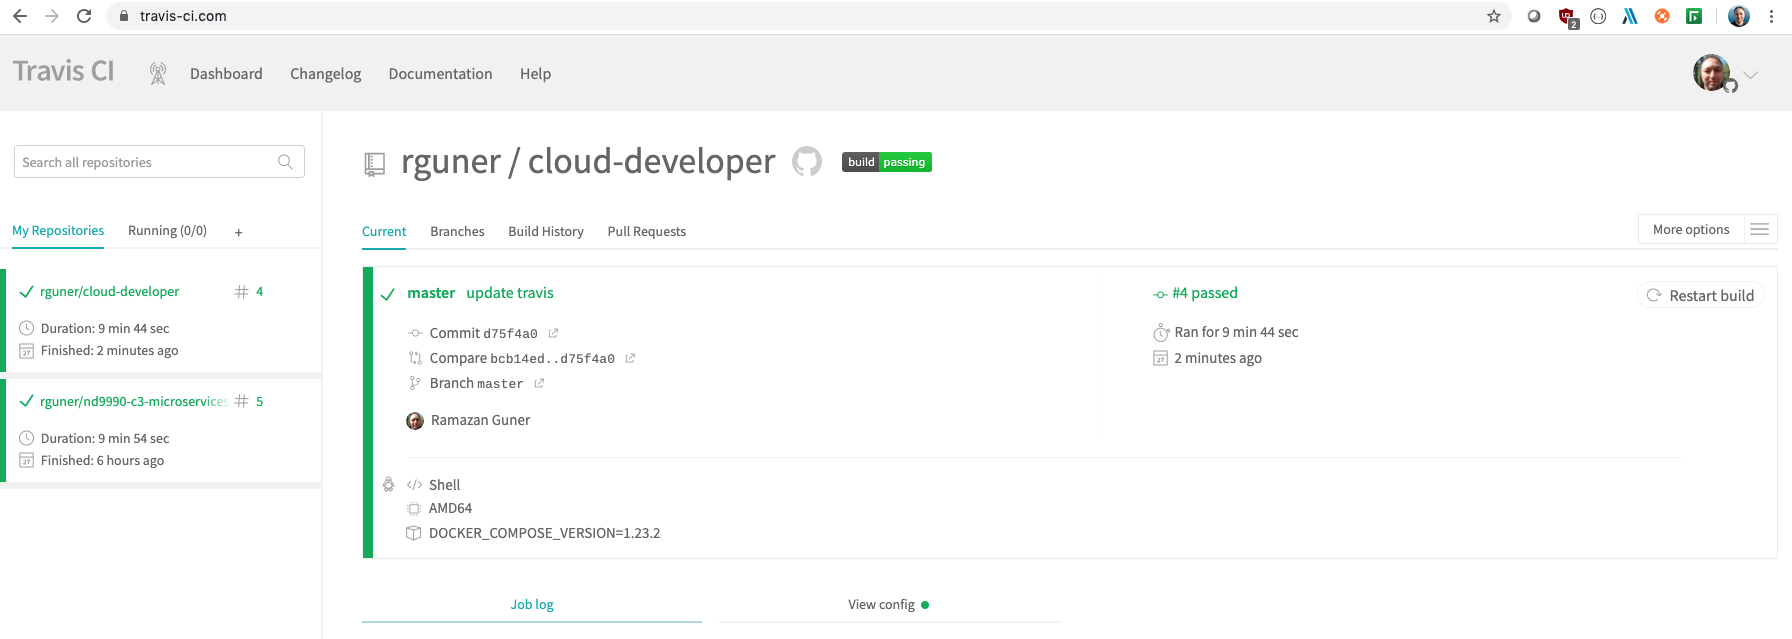 travis-ci.com
2
Travis CI
Dashboard
Changelog
Documentation
Help
Search all repositories
My Repositories
Running (0/0)
+
rguner/cloud-developer
# 4
Duration: 9 min 44 sec
Finished: 2 minutes ago
rguner/nd9990-c3-microservices
# 5
Duration: 9 min 54 sec
Finished: 6 hours ago
rguner / cloud-developer
build passing
Current
Branches
Build History
Pull Requests
More options
master update travis
Commit d75f4a0
Compare bcb14ed..d75f4a0
Branch master
Ramazan Guner
#4 passed
Ran for 9 min 44 sec
2 minutes ago
Restart build
Shell
AMD64
DOCKER_COMPOSE_VERSION=1.23.2
Job log
View config